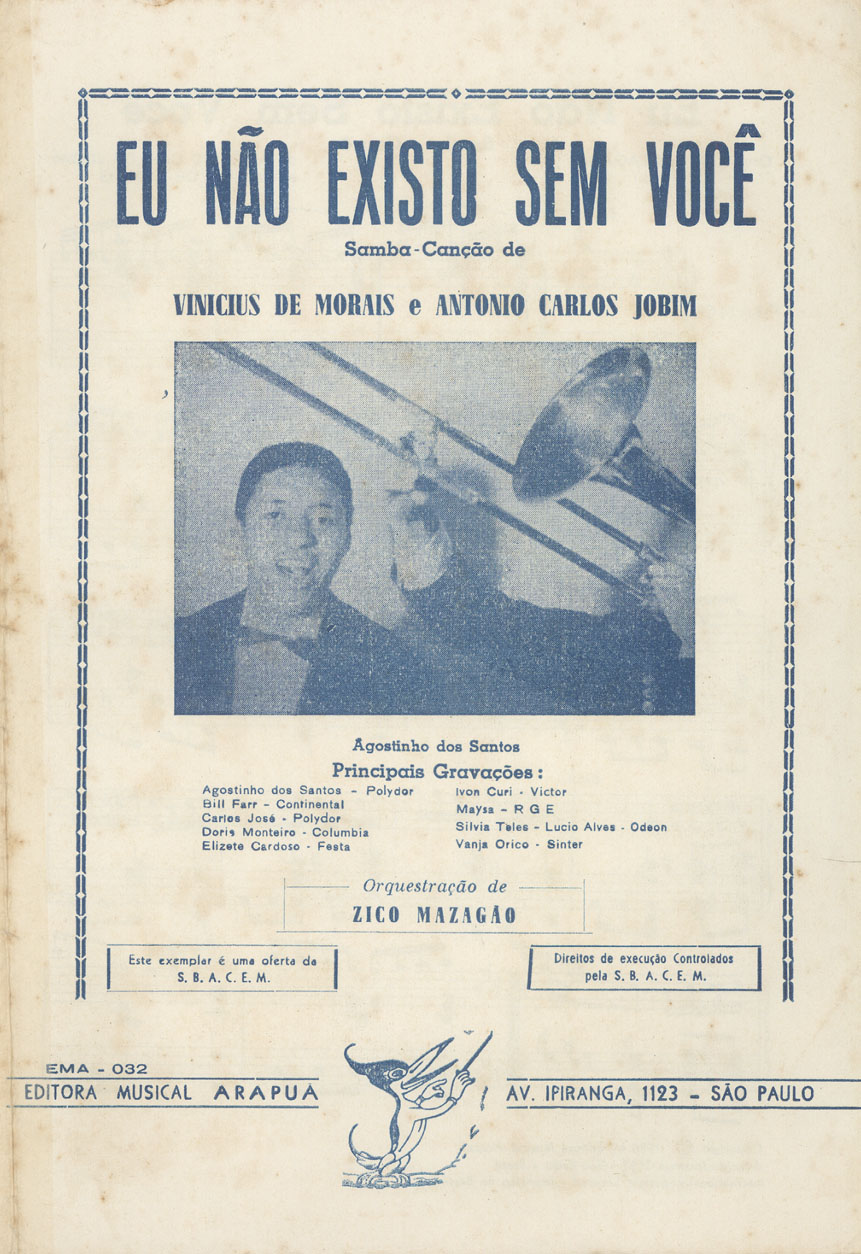 EU NÃO EXISTO SEM VOCÊ
Samba-Canção de
VINICIUS DE MORAIS e ANTONIO CARLOS JOBIM
Agostinho dos Santos
Principais Gravações:
Agostinho dos Santos - Polydor
Bill Farr - Continental
Carlos José - Polydor
Doris Monteiro - Columbia
Elizete Cardoso - Festa
Ivon Curi - Victor
Maysa - R G E
Silvia Teles - Lucio Alves - Odeon
Vanja Orico - Sinter
Orquestração de
ZICO MAZAGÃO
Este exemplar é uma oferta da
S. B. A. C. E. M.
Direitos de execução Controlados
pela S. B. A. C. E. M.
EMA - 032
EDITORA MUSICAL ARAPUÃ
AV. IPIRANGA, 1123 - SÃO PAULO